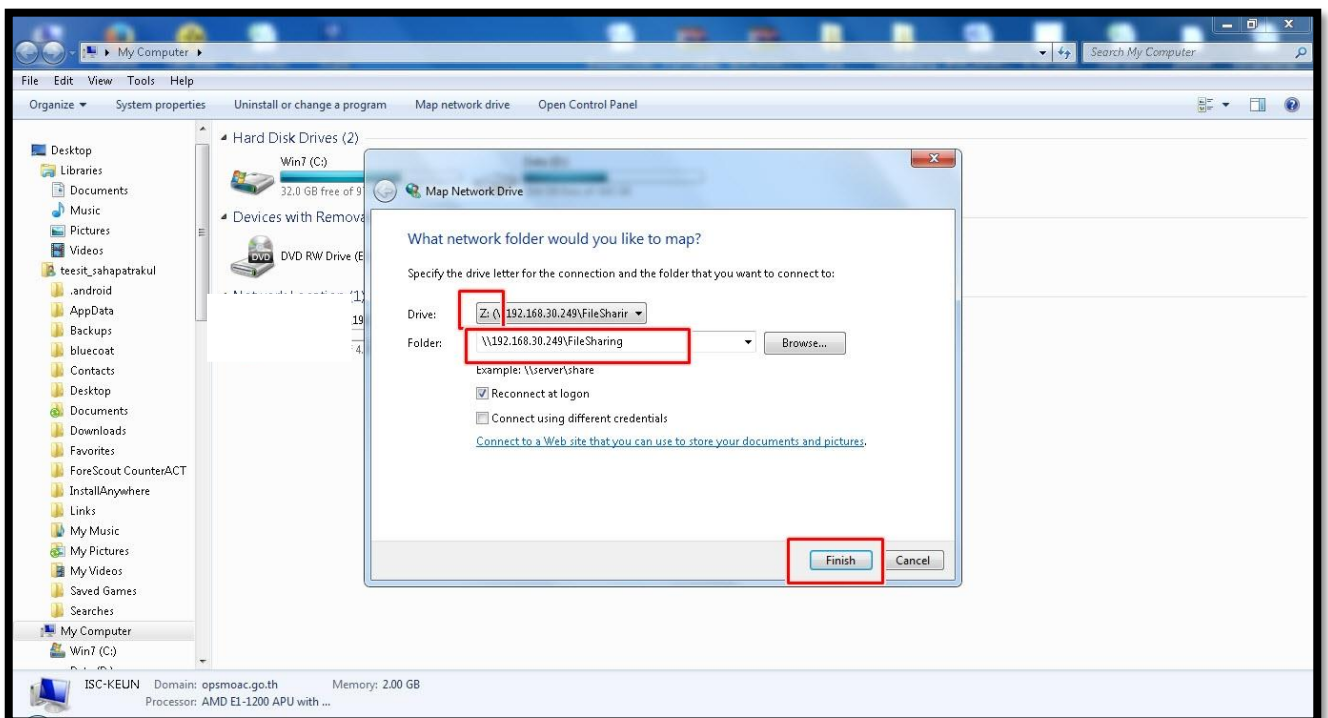 My Computer
Search My Computer
File Edit View Tools Help
Organize System properties Uninstall or change a program Map network drive Open Control Panel
Desktop
Libraries
Documents
Music
Pictures
Videos
teesit_sahapatrakul
.android
AppData
Backups
bluecoat
Contacts
Desktop
Documents
Downloads
Favorites
ForeScout CounterACT
InstallAnywhere
Links
My Music
My Pictures
My Videos
Saved Games
Searches
My Computer
Win7 (C:)
Hard Disk Drives (2)
Win7 (C:)
32.0 GB free of 9
Devices with Remova
DVD RW Drive (E
19
4.
Map Network Drive
What network folder would you like to map?
Specify the drive letter for the connection and the folder that you want to connect to:
Drive: Z: (\\192.168.30.249\FileSharir
Folder: \\192.168.30.249\FileSharing Browse...
Example: \\server\share
Reconnect at logon
Connect using different credentials
Connect to a Web site that you can use to store your documents and pictures.
Finish Cancel
ISC-KEUN Domain: opsmoac.go.th Memory: 2.00 GB
Processor: AMD E1-1200 APU with ...